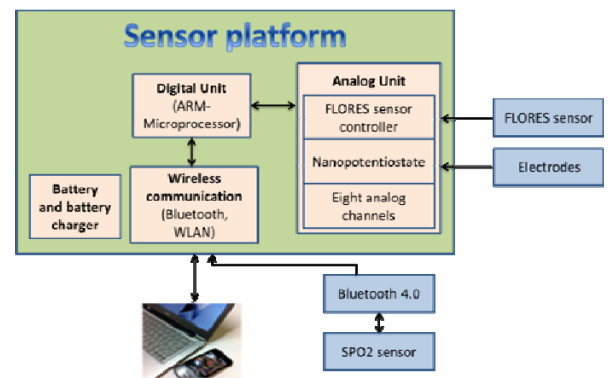 Sensor platform
Digital Unit
(ARM-
Microprocessor)
Analog Unit
FLORES sensor
controller
Nanopotentiostate
Eight analog
channels
Wireless
communication
(Bluetooth,
WLAN)
Battery
and battery
charger
FLORES sensor
Electrodes
Bluetooth 4.0
SPO2 sensor